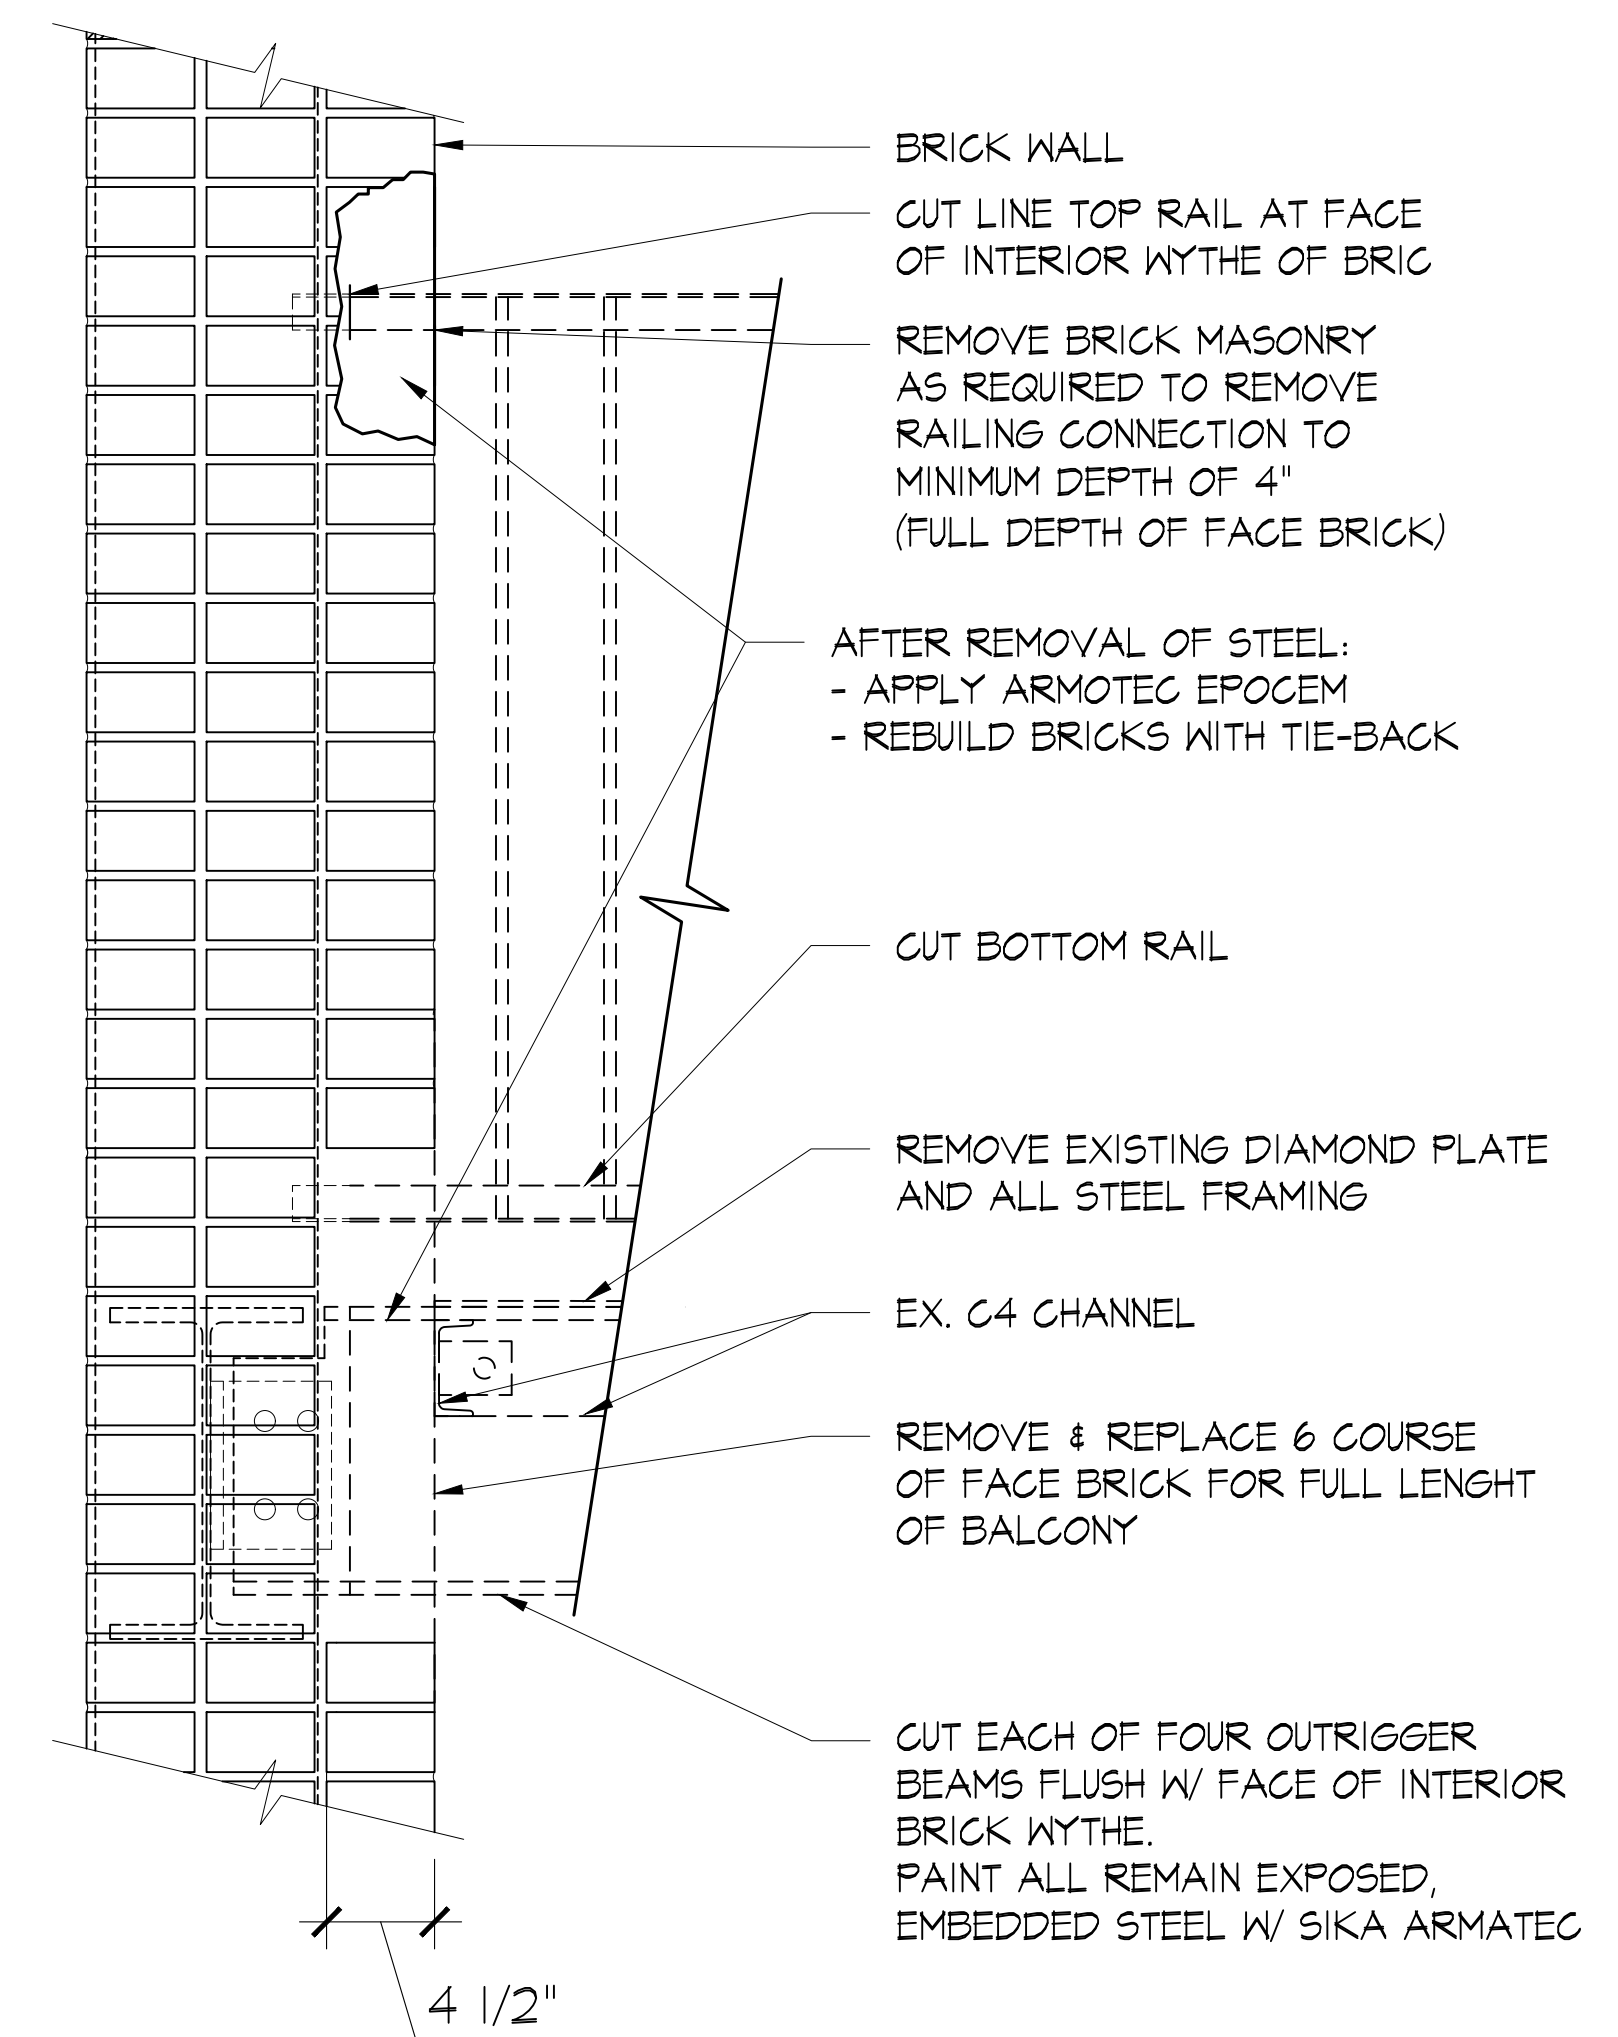 BRICK WALL
CUT LINE TOP RAIL AT FACE
OF INTERIOR WYTHE OF BRIC
REMOVE BRICK MASONRY
AS REQUIRED TO REMOVE
RAILING CONNECTION TO
MINIMUM DEPTH OF 4"
(FULL DEPTH OF FACE BRICK)
AFTER REMOVAL OF STEEL:
- APPLY ARMOTEC EPOCEM
- REBUILD BRICKS WITH TIE-BACK
CUT BOTTOM RAIL
REMOVE EXISTING DIAMOND PLATE
AND ALL STEEL FRAMING
EX. C4 CHANNEL
REMOVE & REPLACE 6 COURSE
OF FACE BRICK FOR FULL LENGHT
OF BALCONY
CUT EACH OF FOUR OUTRIGGER
BEAMS FLUSH W/ FACE OF INTERIOR
BRICK WYTHE.
PAINT ALL REMAIN EXPOSED,
EMBEDDED STEEL W/ SIKA ARMATEC
4 1/2"